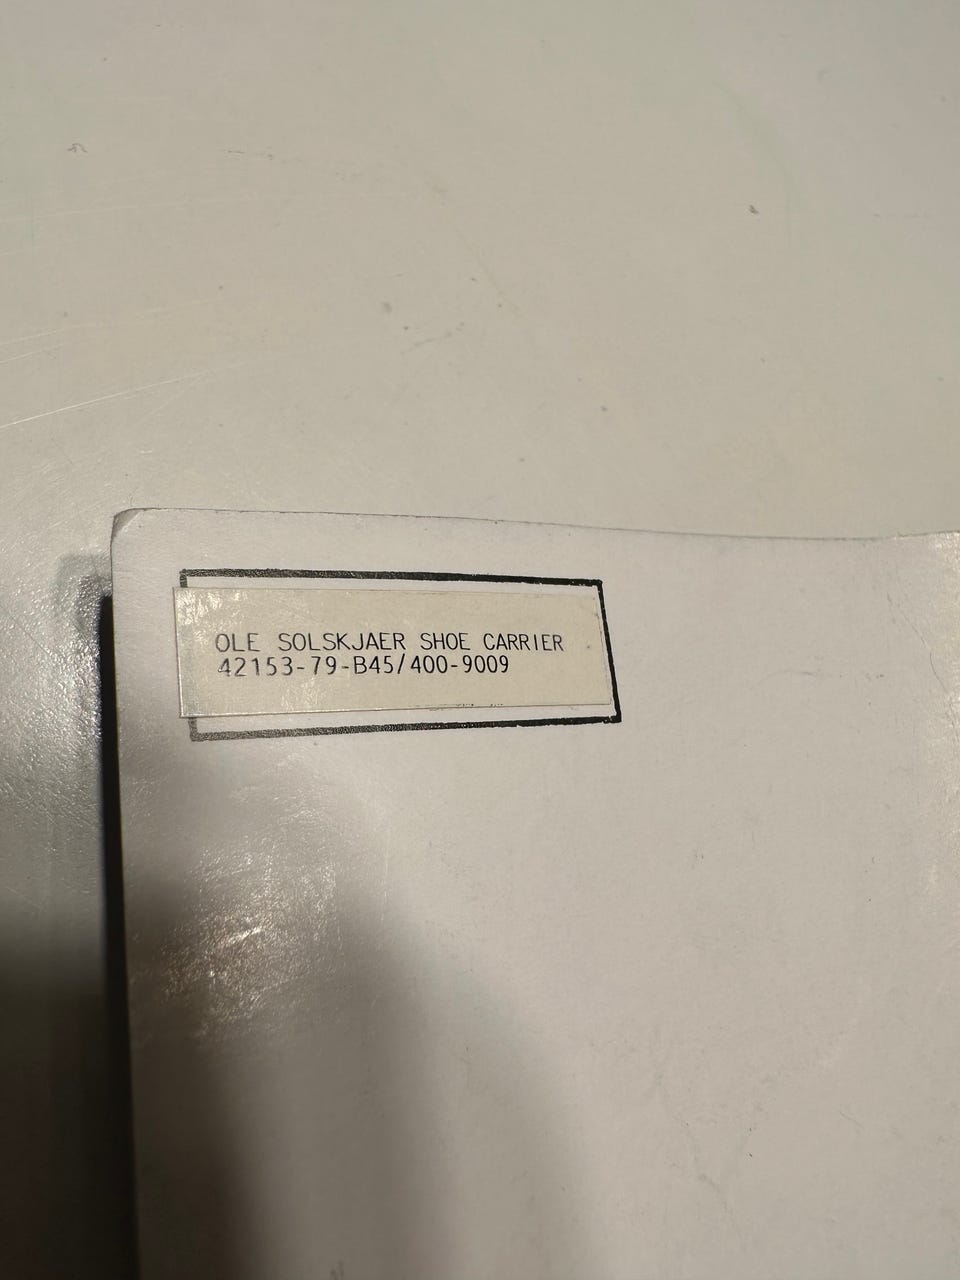 OLE SOLSKJAER SHOE CARRIER
42153-79-B45/400-9009